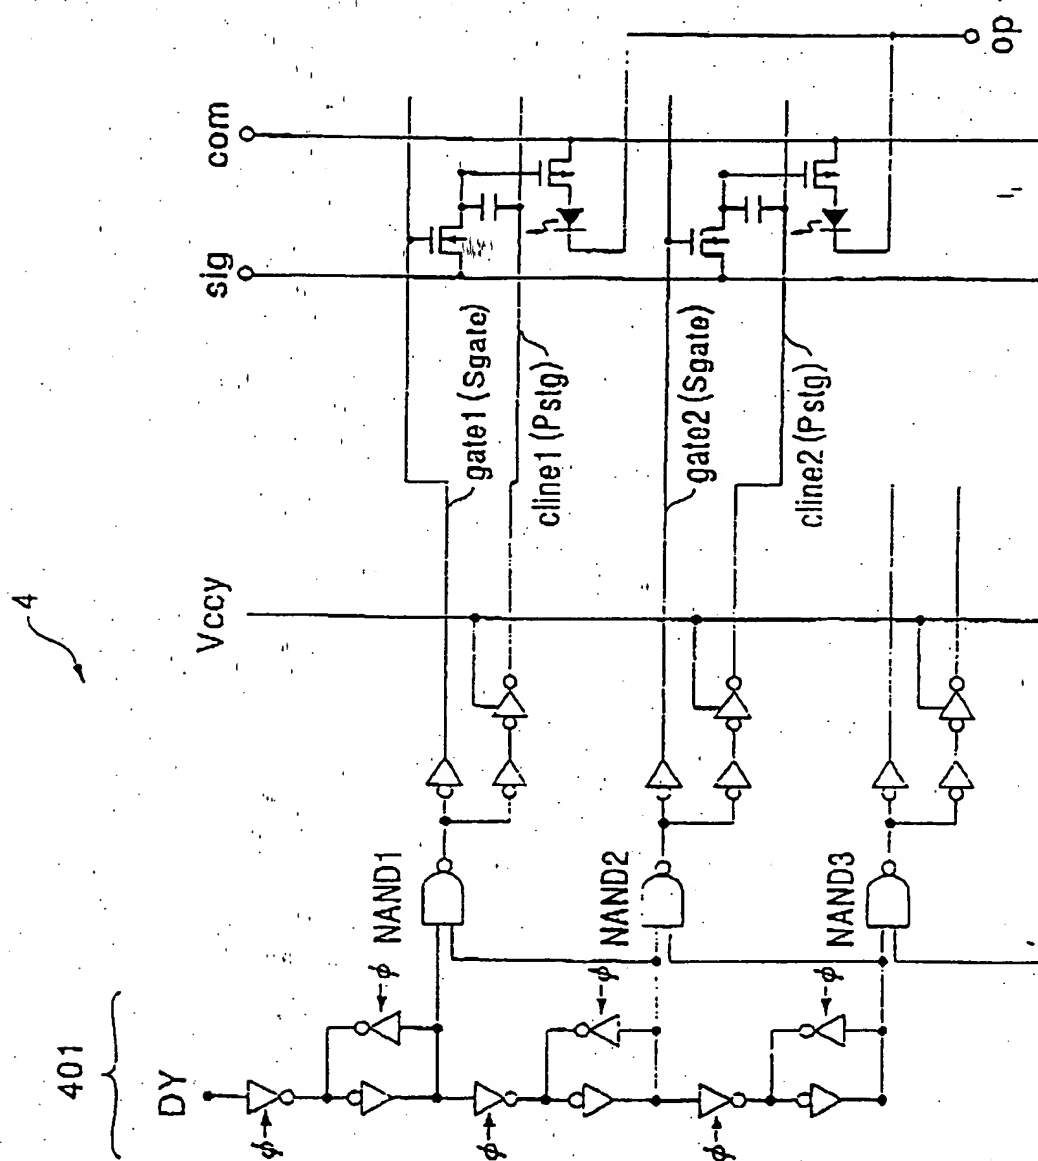 4
401
DY
φ
φ
φ
φ
φ
φ
NAND1
NAND2
NAND3
Vccy
gate1 (Sgate)
cline1 (Pstg)
gate2 (Sgate)
cline2 (Pstg)
sig
com
op